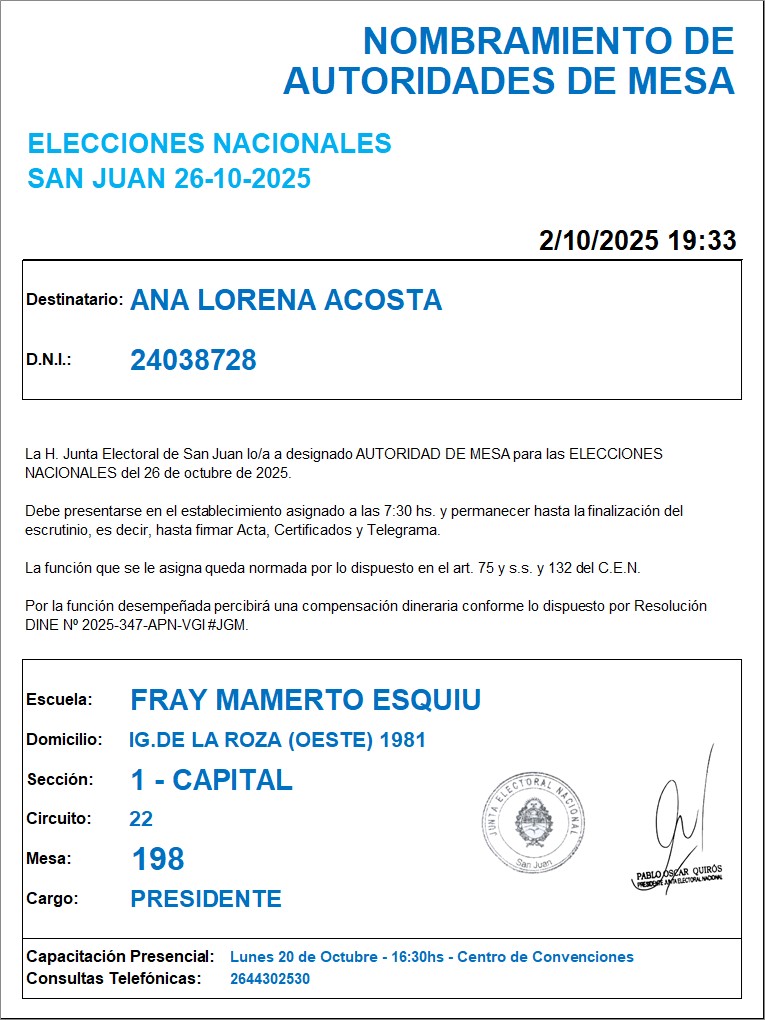 NOMBRAMIENTO DE
AUTORIDADES DE MESA
ELECCIONES NACIONALES
SAN JUAN 26-10-2025
2/10/2025 19:33
Destinatario: ANA LORENA ACOSTA
D.N.I.: 24038728
La H. Junta Electoral de San Juan lo/a a designado AUTORIDAD DE MESA para las ELECCIONES
NACIONALES del 26 de octubre de 2025.
Debe presentarse en el establecimiento asignado a las 7:30 hs. y permanecer hasta la finalización del
escrutinio, es decir, hasta firmar Acta, Certificados y Telegrama.
La función que se le asigna queda normada por lo dispuesto en el art. 75 y s.s. y 132 del C.E.N.
Por la función desempeñada percibirá una compensación dineraria conforme lo dispuesto por Resolución
DINE Nº 2025-347-APN-VGI#JGM.
Escuela: FRAY MAMERTO ESQUIU
Domicilio: IG.DE LA ROZA (OESTE) 1981
Sección: 1 - CAPITAL
Circuito: 22
Mesa: 198
Cargo: PRESIDENTE
JUNTA ELECTORAL NACIONAL
San Juan
PABLO OSCAR QUIRÓS
PRESIDENTE JUNTA ELECTORAL NACIONAL
Capacitación Presencial: Lunes 20 de Octubre - 16:30hs - Centro de Convenciones
Consultas Telefónicas: 2644302530